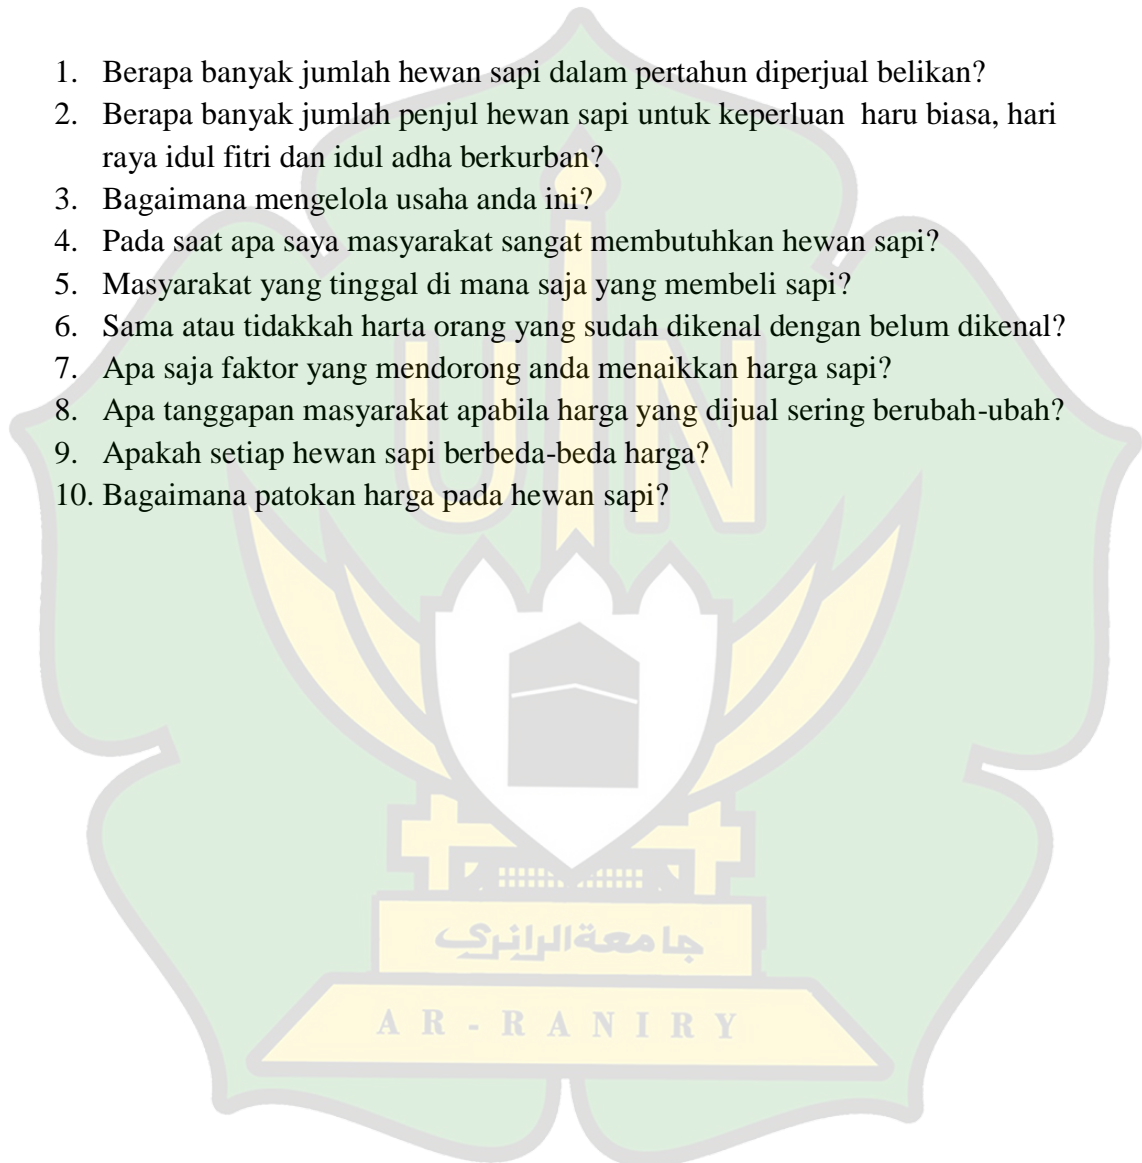 1. Berapa banyak jumlah hewan sapi dalam pertahun diperjual belikan?
2. Berapa banyak jumlah penjul hewan sapi untuk keperluan  haru biasa, hari
raya idul fitri dan idul adha berkurban?
3. Bagaimana mengelola usaha anda ini?
4. Pada saat apa saya masyarakat sangat membutuhkan hewan sapi?
5. Masyarakat yang tinggal di mana saja yang membeli sapi?
6. Sama atau tidakkah harta orang yang sudah dikenal dengan belum dikenal?
7. Apa saja faktor yang mendorong anda menaikkan harga sapi?
8. Apa tanggapan masyarakat apabila harga yang dijual sering berubah-ubah?
9. Apakah setiap hewan sapi berbeda-beda harga?
10. Bagaimana patokan harga pada hewan sapi?
UIN
جامعة الرانري
AR-RANIRY